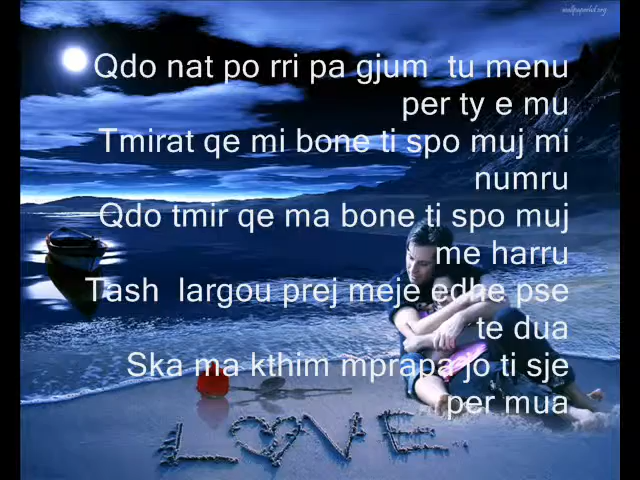 wallpaperhd.org
Qdo nat po rri pa gjum tu menu
per ty e mu
Tmirat qe mi bone ti spo muj mi
numru
Qdo tmir qe ma bone ti spo muj
me harru
Tash largou prej meje edhe pse
te dua
Ska ma kthim mprapa jo ti sje
per mua
LOVE